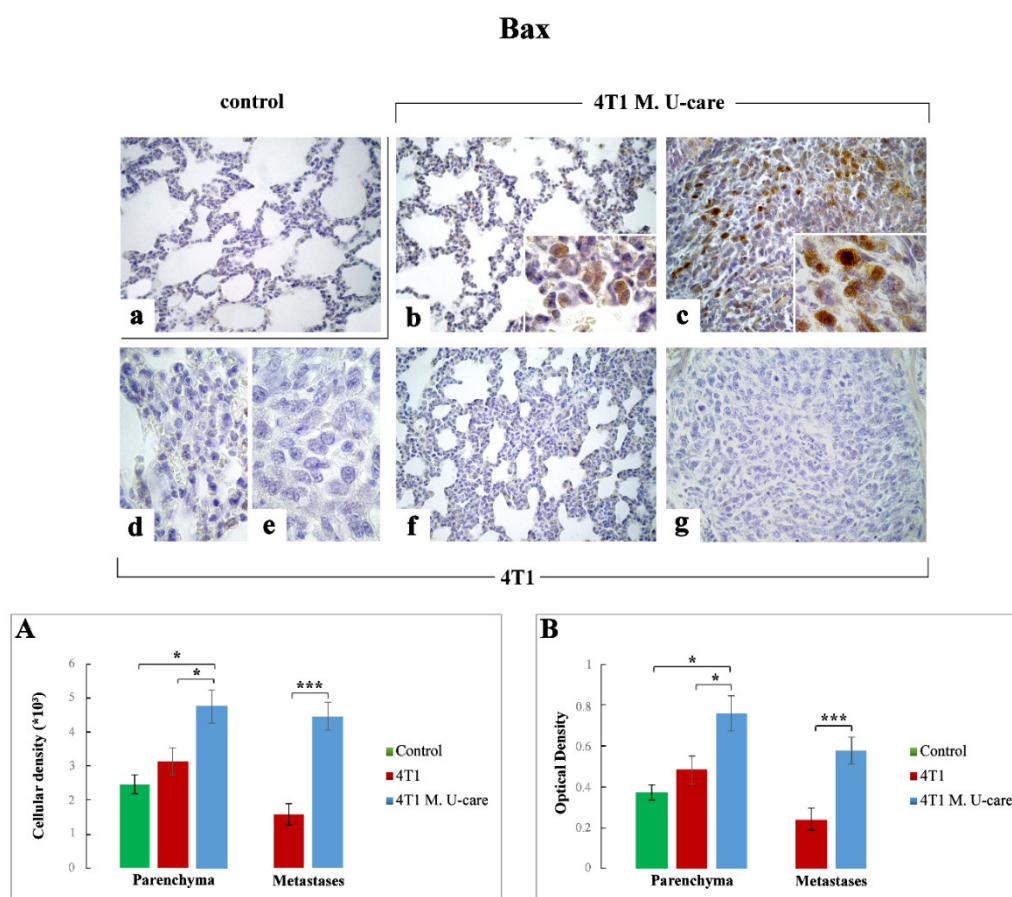 Bax
control
4T1 M. U-care
a
b
c
d
e
f
g
4T1
A
Cellular density (*10³)
6
5
4
3
2
1
0
*
*
***
Parenchyma
Metastases
Control
4T1
4T1 M. U-care
B
Optical Density
1
0.8
0.6
0.4
0.2
0
*
*
***
Parenchyma
Metastases
Control
4T1
4T1 M. U-care